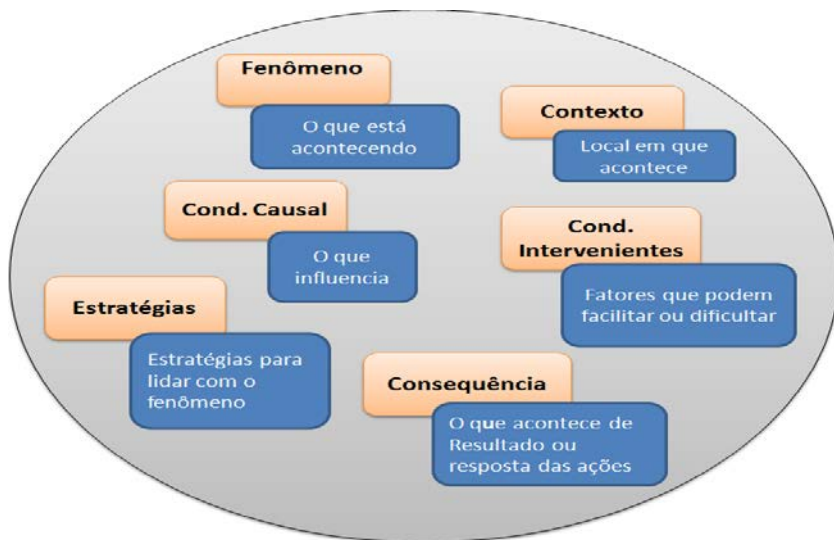 Fenômeno
O que está
acontecendo
Contexto
Local em que
acontece
Cond. Causal
O que
influencia
Cond.
Intervenientes
Fatores que podem
facilitar ou dificultar
Estratégias
Estratégias para
lidar com o
fenômeno
Consequência
O que acontece de
Resultado ou
resposta das ações